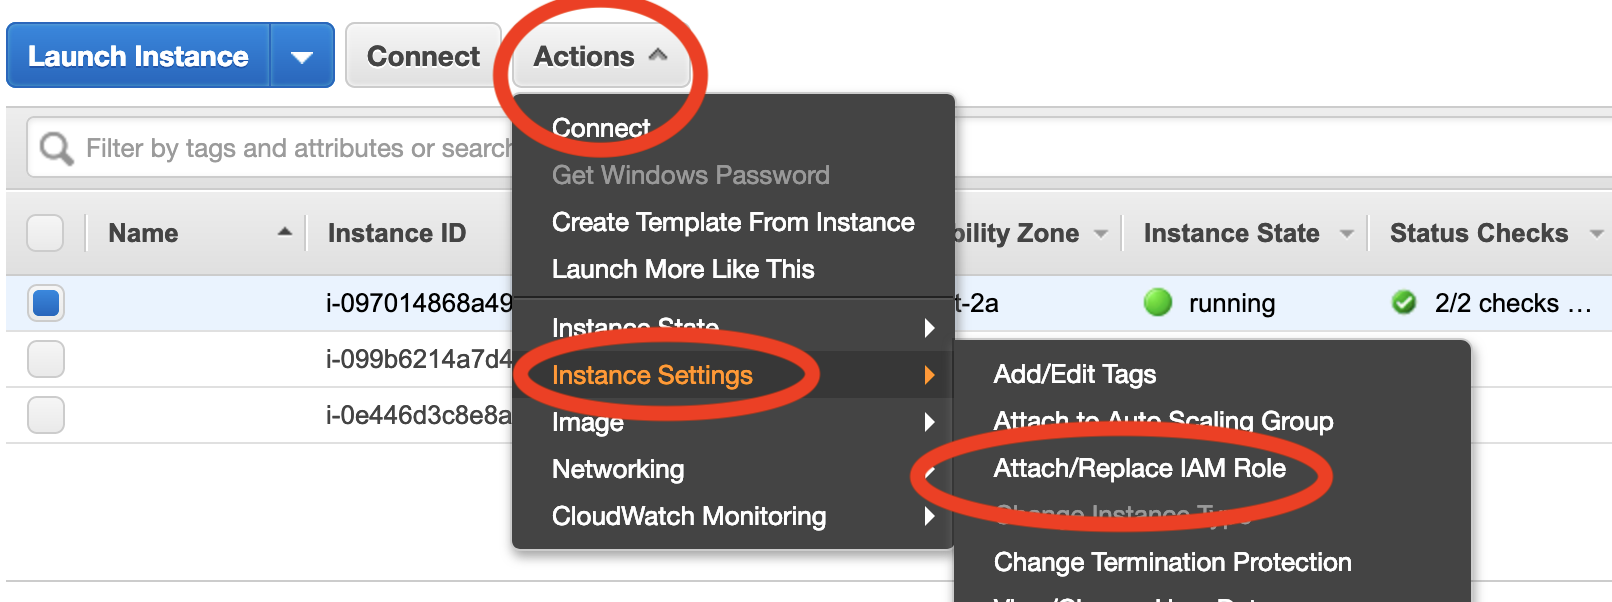 Launch Instance Connect Actions
Filter by tags and attributes or search
Name Instance ID bility Zone Instance State Status Checks
i-097014868a49 t-2a running 2/2 checks ...
i-099b6214a7d4
i-0e446d3c8e8a
Connect
Get Windows Password
Create Template From Instance
Launch More Like This
Instance State
Instance Settings
Image
Networking
CloudWatch Monitoring
Add/Edit Tags
Attach to Auto Scaling Group
Attach/Replace IAM Role
Change Instance Type
Change Termination Protection